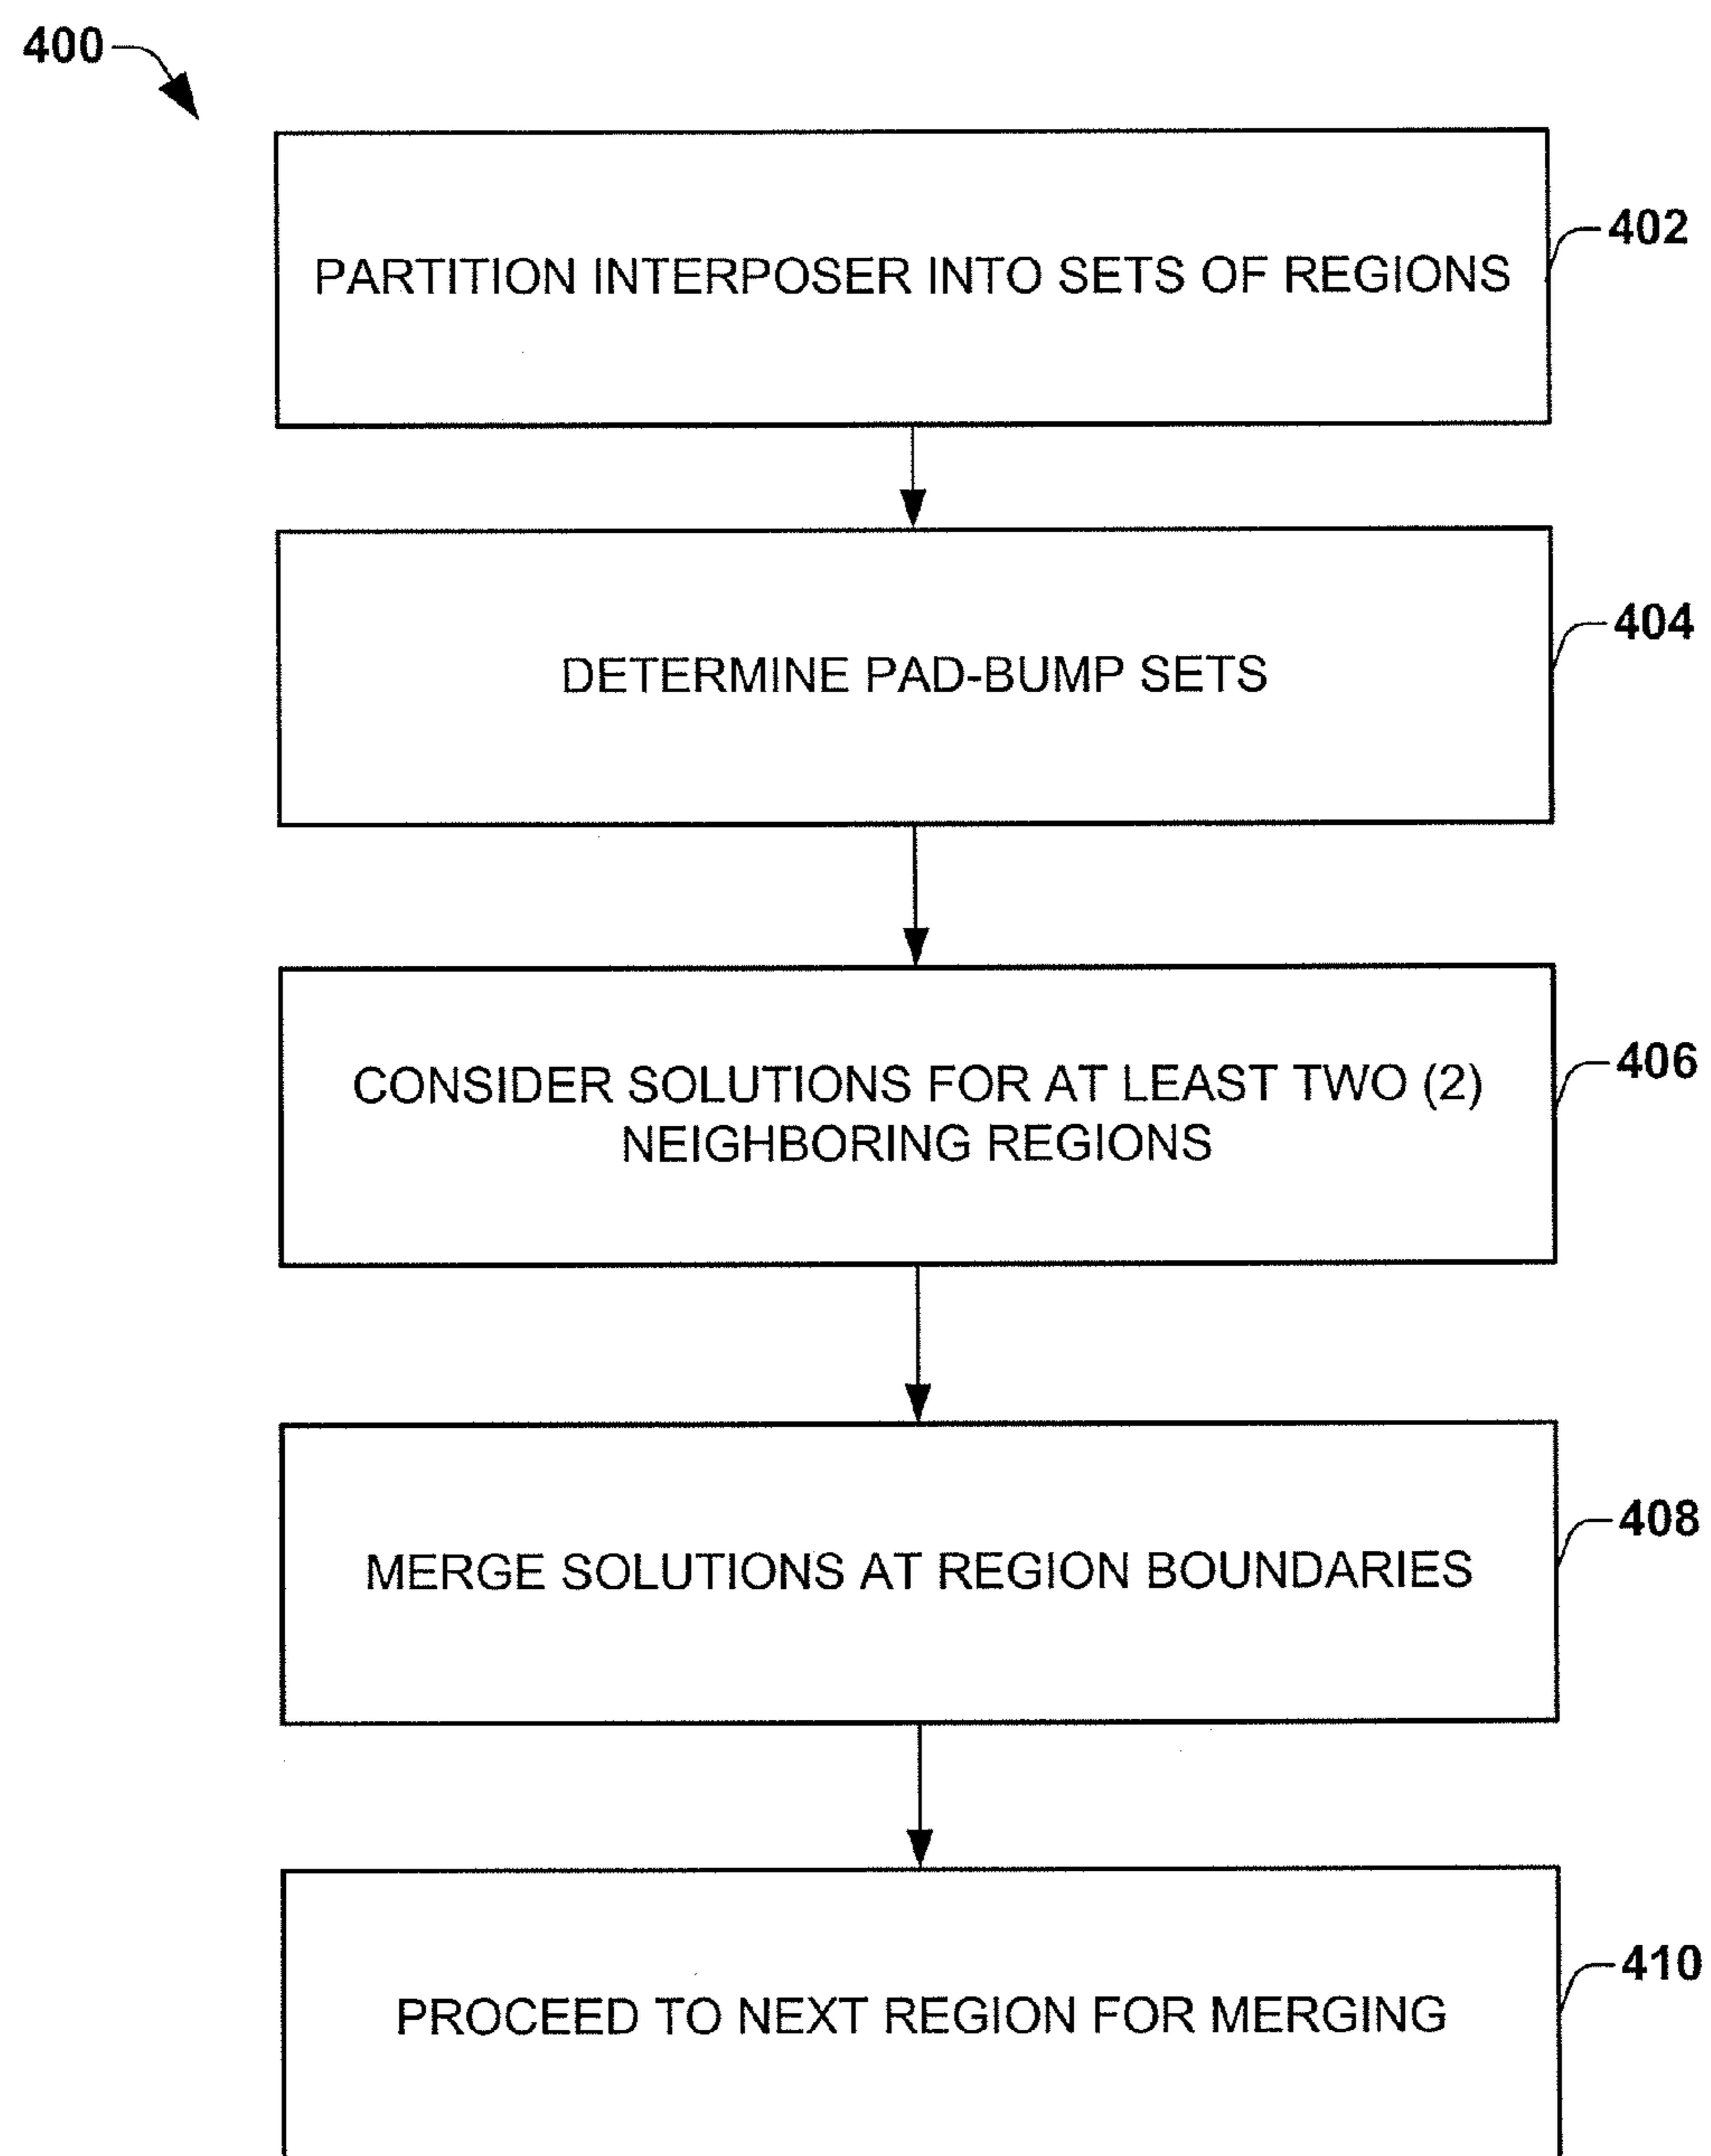 400
PARTITION INTERPOSER INTO SETS OF REGIONS
402
DETERMINE PAD-BUMP SETS
404
CONSIDER SOLUTIONS FOR AT LEAST TWO (2)
NEIGHBORING REGIONS
406
MERGE SOLUTIONS AT REGION BOUNDARIES
408
PROCEED TO NEXT REGION FOR MERGING
410